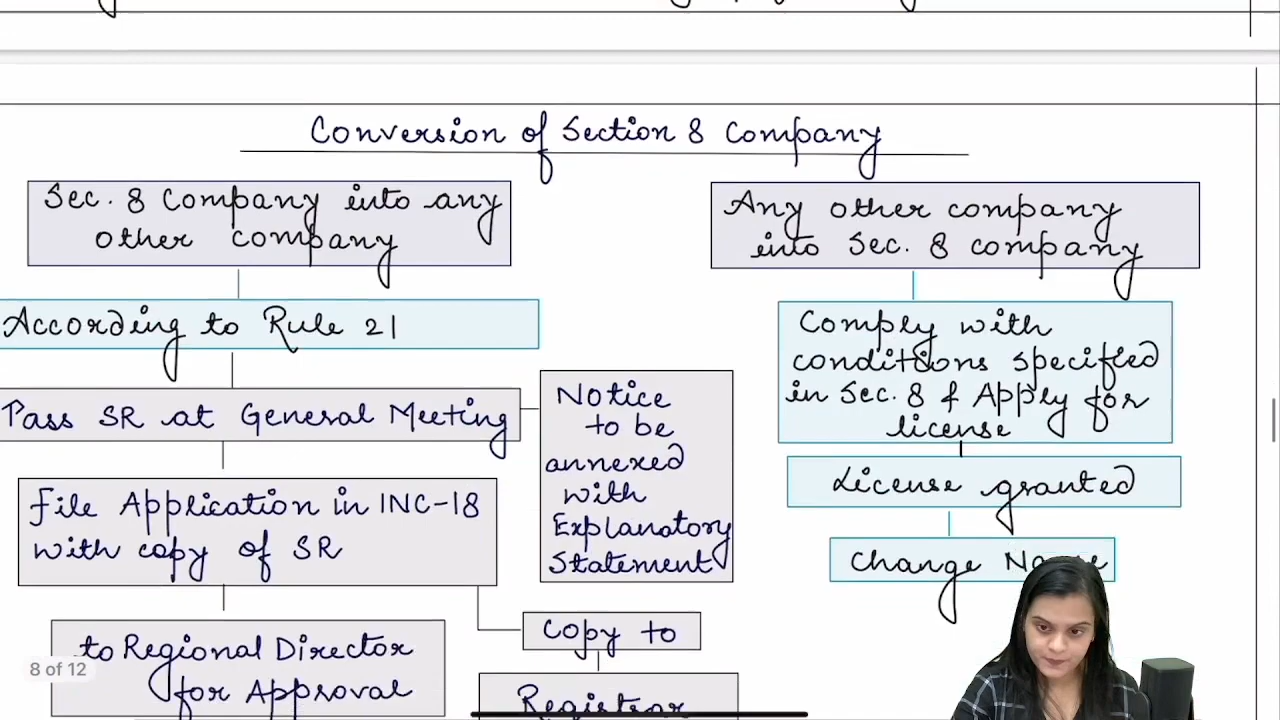 Conversion of Section 8 Company
Sec. 8 Company into any
other company
According to Rule 21
Pass SR at General Meeting
File Application in INC-18
with copy of SR
to Regional Director
for Approval
Notice
to be
annexed
with
Explanatory
Statement
Copy to
Registrar
Any other company
into Sec. 8 company
Comply with
conditions specified
in Sec. 8 & Apply for
license
License granted
Change Name
8 of 12